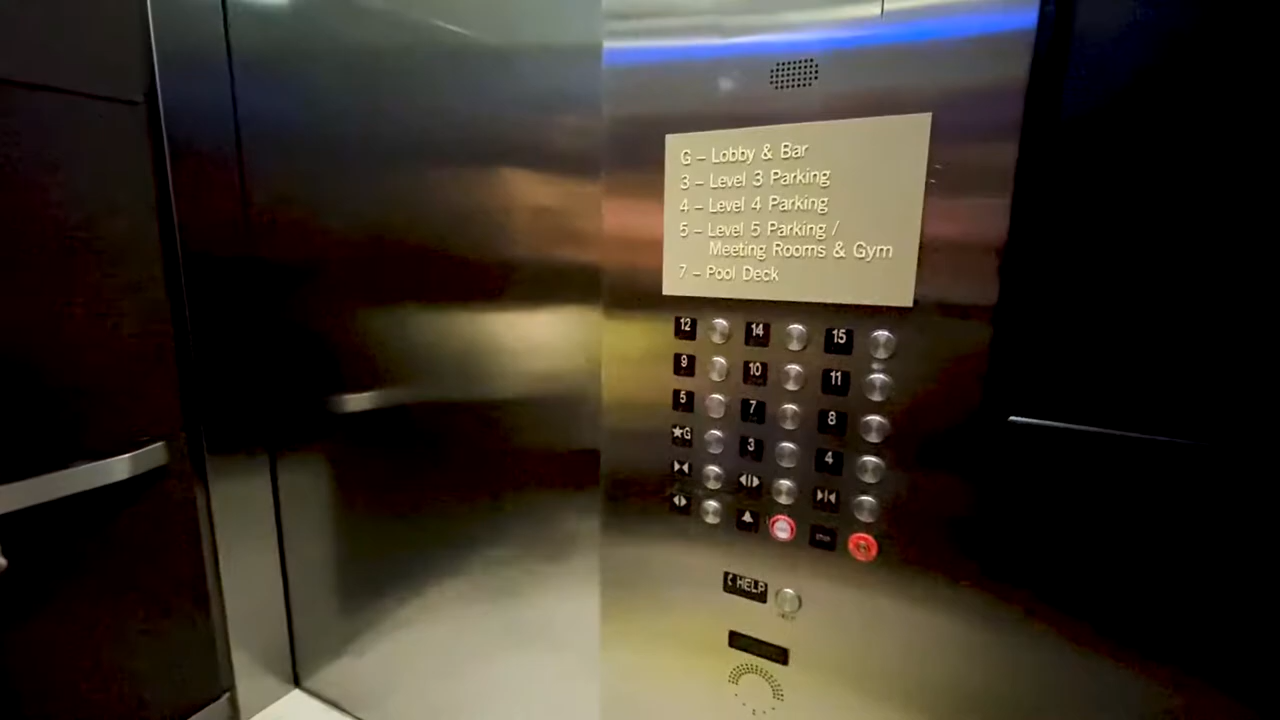 G – Lobby & Bar
3 – Level 3 Parking
4 – Level 4 Parking
5 – Level 5 Parking /
Meeting Rooms & Gym
7 – Pool Deck
12 14 15
9 10 11
5 7 8
★G 3 4
STOP
HELP